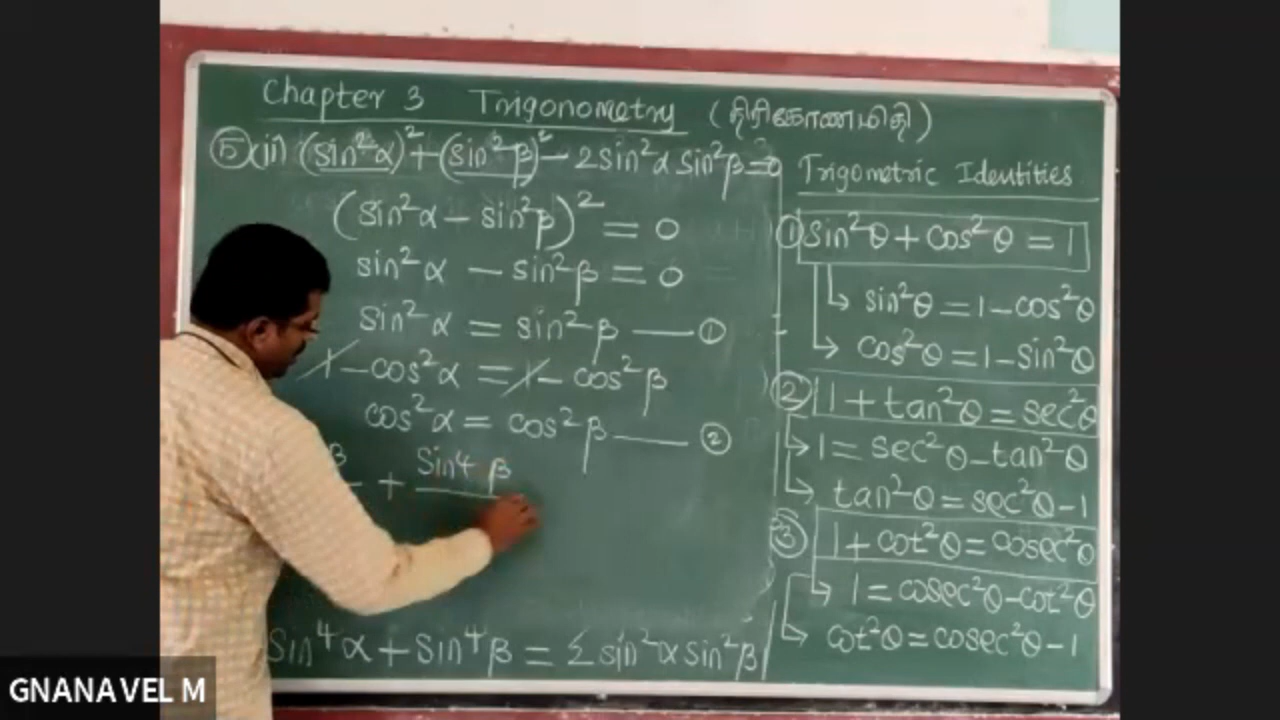 Chapter 3 Trigonometry (திரிகோணமிதி)
⑤(ii) (sin²α)² + (sin²β)² – 2sin²α sin²β = 0
(sin²α – sin²β)² = 0
sin²α – sin²β = 0
sin²α = sin²β —— ①
1 – cos²α = 1 – cos²β
cos²α = cos²β —— ②
β + sin⁴β
sin⁴α + sin⁴β = 2 sin²α sin²β
Trigometric Identities
① sin²θ + cos²θ = 1
↳ sin²θ = 1 – cos²θ
↳ cos²θ = 1 – sin²θ
② 1 + tan²θ = sec²θ
↳ 1 = sec²θ – tan²θ
↳ tan²θ = sec²θ – 1
③ 1 + cot²θ = cosec²θ
↳ 1 = cosec²θ – cot²θ
↳ cot²θ = cosec²θ – 1
GNANAVEL M